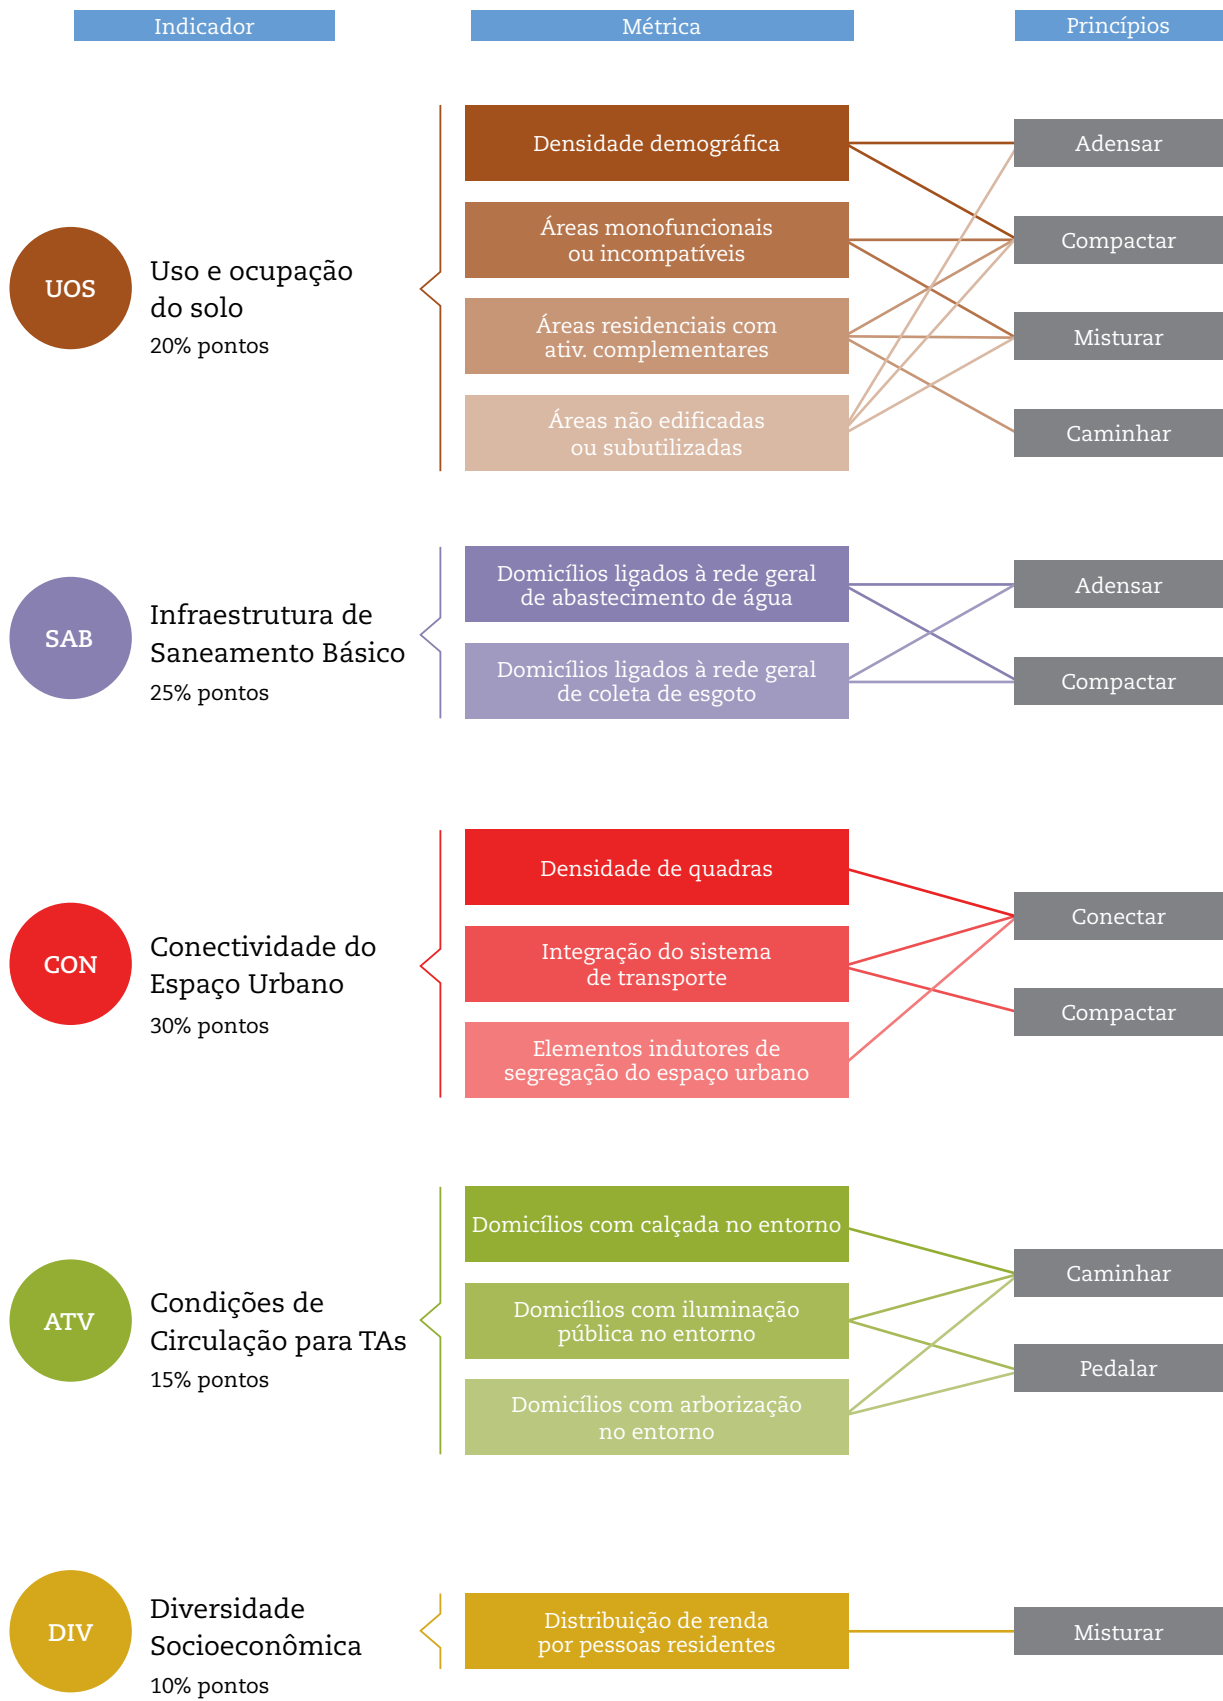 Indicador
Métrica
Princípios
UOS
Uso e ocupação
do solo
20% pontos
Densidade demográfica
Áreas monofuncionais
ou incompatíveis
Áreas residenciais com
ativ. complementares
Áreas não edificadas
ou subutilizadas
Adensar
Compactar
Misturar
Caminhar
SAB
Infraestrutura de
Saneamento Básico
25% pontos
Domicílios ligados à rede geral
de abastecimento de água
Domicílios ligados à rede geral
de coleta de esgoto
Adensar
Compactar
CON
Conectividade do
Espaço Urbano
30% pontos
Densidade de quadras
Integração do sistema
de transporte
Elementos indutores de
segregação do espaço urbano
Conectar
Compactar
ATV
Condições de
Circulação para TAs
15% pontos
Domicílios com calçada no entorno
Domicílios com iluminação
pública no entorno
Domicílios com arborização
no entorno
Caminhar
Pedalar
DIV
Diversidade
Socioeconômica
10% pontos
Distribuição de renda
por pessoas residentes
Misturar